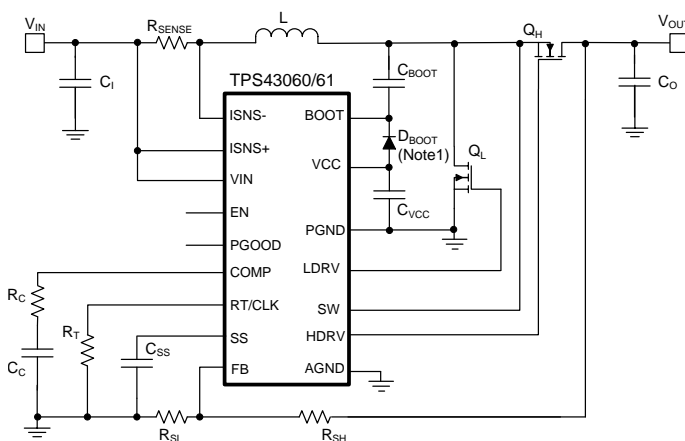 VIN
RSENSE
L
QH
VOUT
CI
TPS43060/61
CBOOT
CO
ISNS-
BOOT
DBOOT
(Note1)
QL
ISNS+
VCC
VIN
CVCC
EN
PGOOD
PGND
COMP
LDRV
RC
RT/CLK
SW
RT
CSS
SS
HDRV
CC
FB
AGND
RSL
RSH